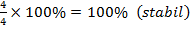 4/4 × 100% = 100% (stabil)